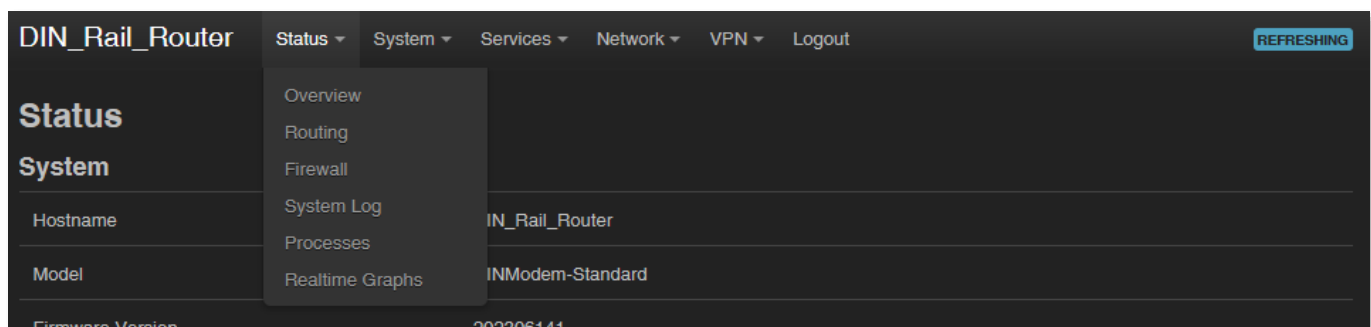 DIN_Rail_Router Status System Services Network VPN Logout REFRESHING
Overview
Status
Routing
System
Firewall
System Log
Hostname IN_Rail_Router
Processes
Model INModem-Standard
Realtime Graphs